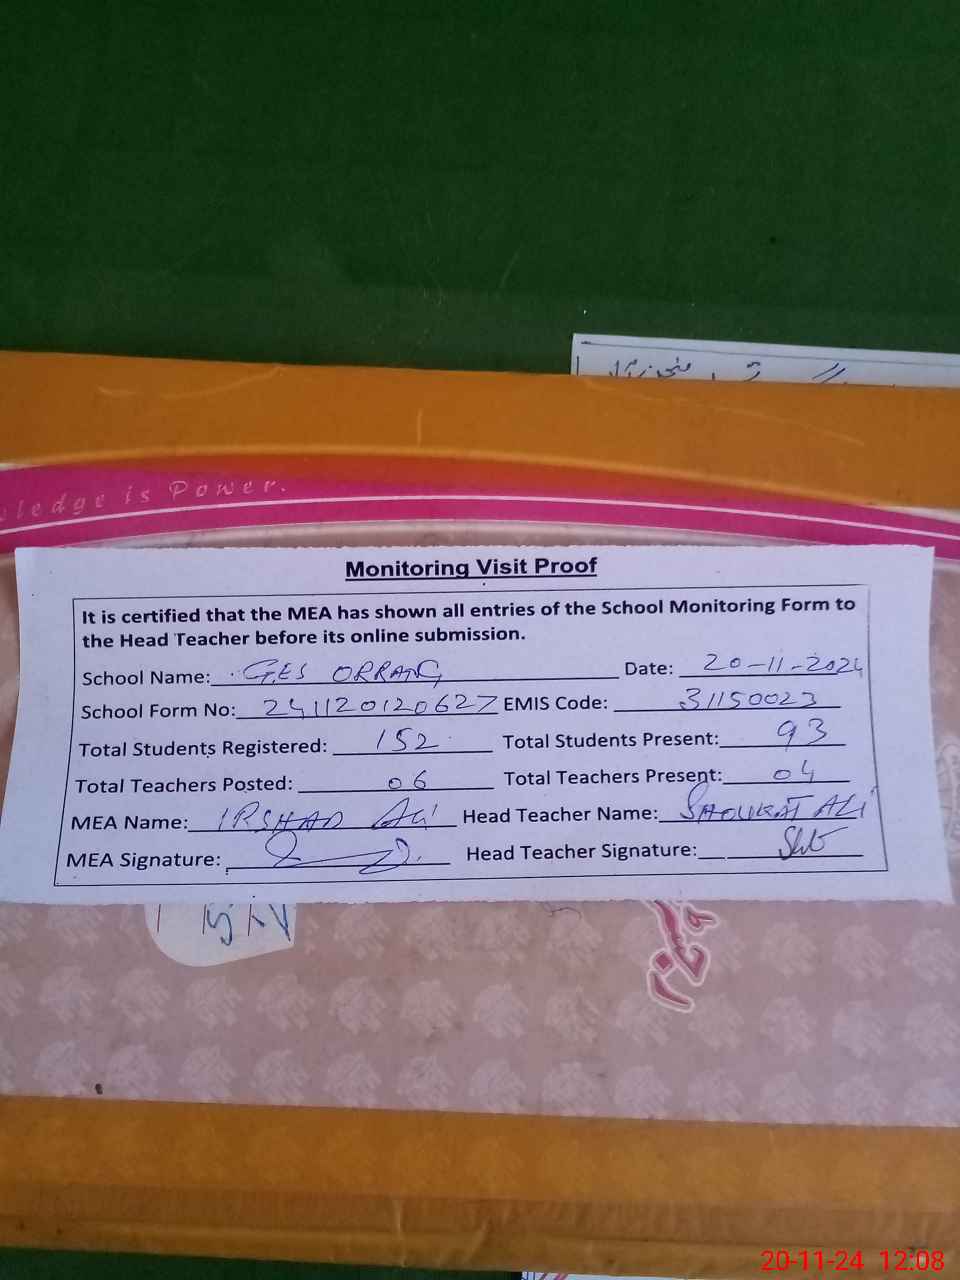 Power.
ledge is
Monitoring Visit Proof
It is certified that the MEA has shown all entries of the School Monitoring Form to
the Head Teacher before its online submission.
School Name: GES ORRANG Date: 20-11-2024
School Form No: 241120120627 EMIS Code: 31150023
Total Students Registered: 152 Total Students Present: 93
Total Teachers Posted: 06 Total Teachers Present: 04
MEA Name: IRSHAD Ali Head Teacher Name: SHOUKAT ALI
MEA Signature: Head Teacher Signature:
20-11-24 12:08